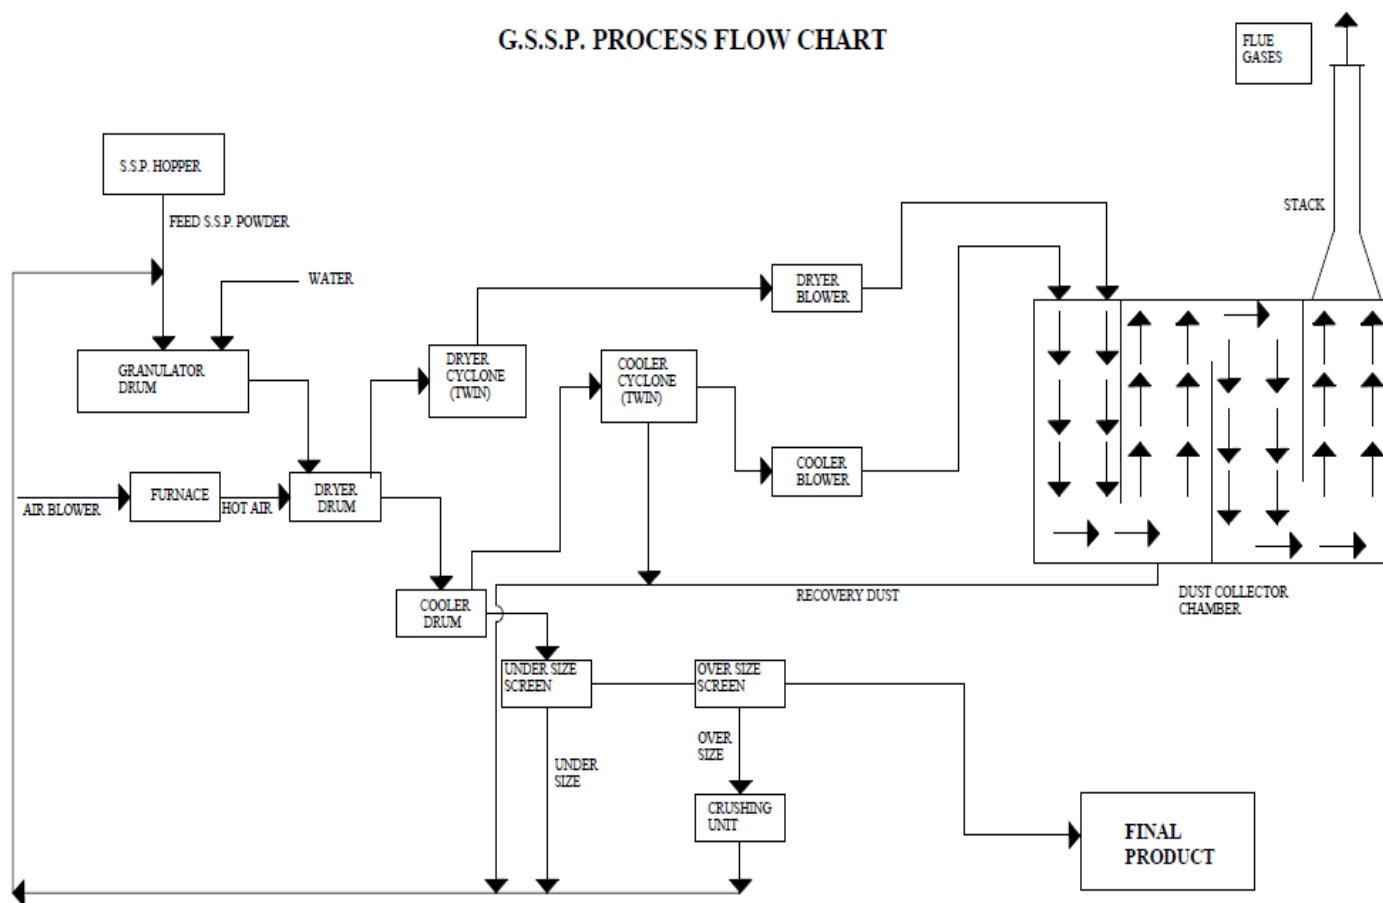 G.S.S.P. PROCESS FLOW CHART
FLUE
GASES
S.S.P. HOPPER
FEED S.S.P. POWDER
STACK
WATER
DRYER
BLOWER
GRANULATOR
DRUM
DRYER
CYCLONE
(TWIN)
COOLER
CYCLONE
(TWIN)
COOLER
BLOWER
AIR BLOWER
FURNACE
HOT AIR
DRYER
DRUM
COOLER
DRUM
RECOVERY DUST
DUST COLLECTOR
CHAMBER
UNDER SIZE
SCREEN
OVER SIZE
SCREEN
UNDER
SIZE
OVER
SIZE
CRUSHING
UNIT
FINAL
PRODUCT